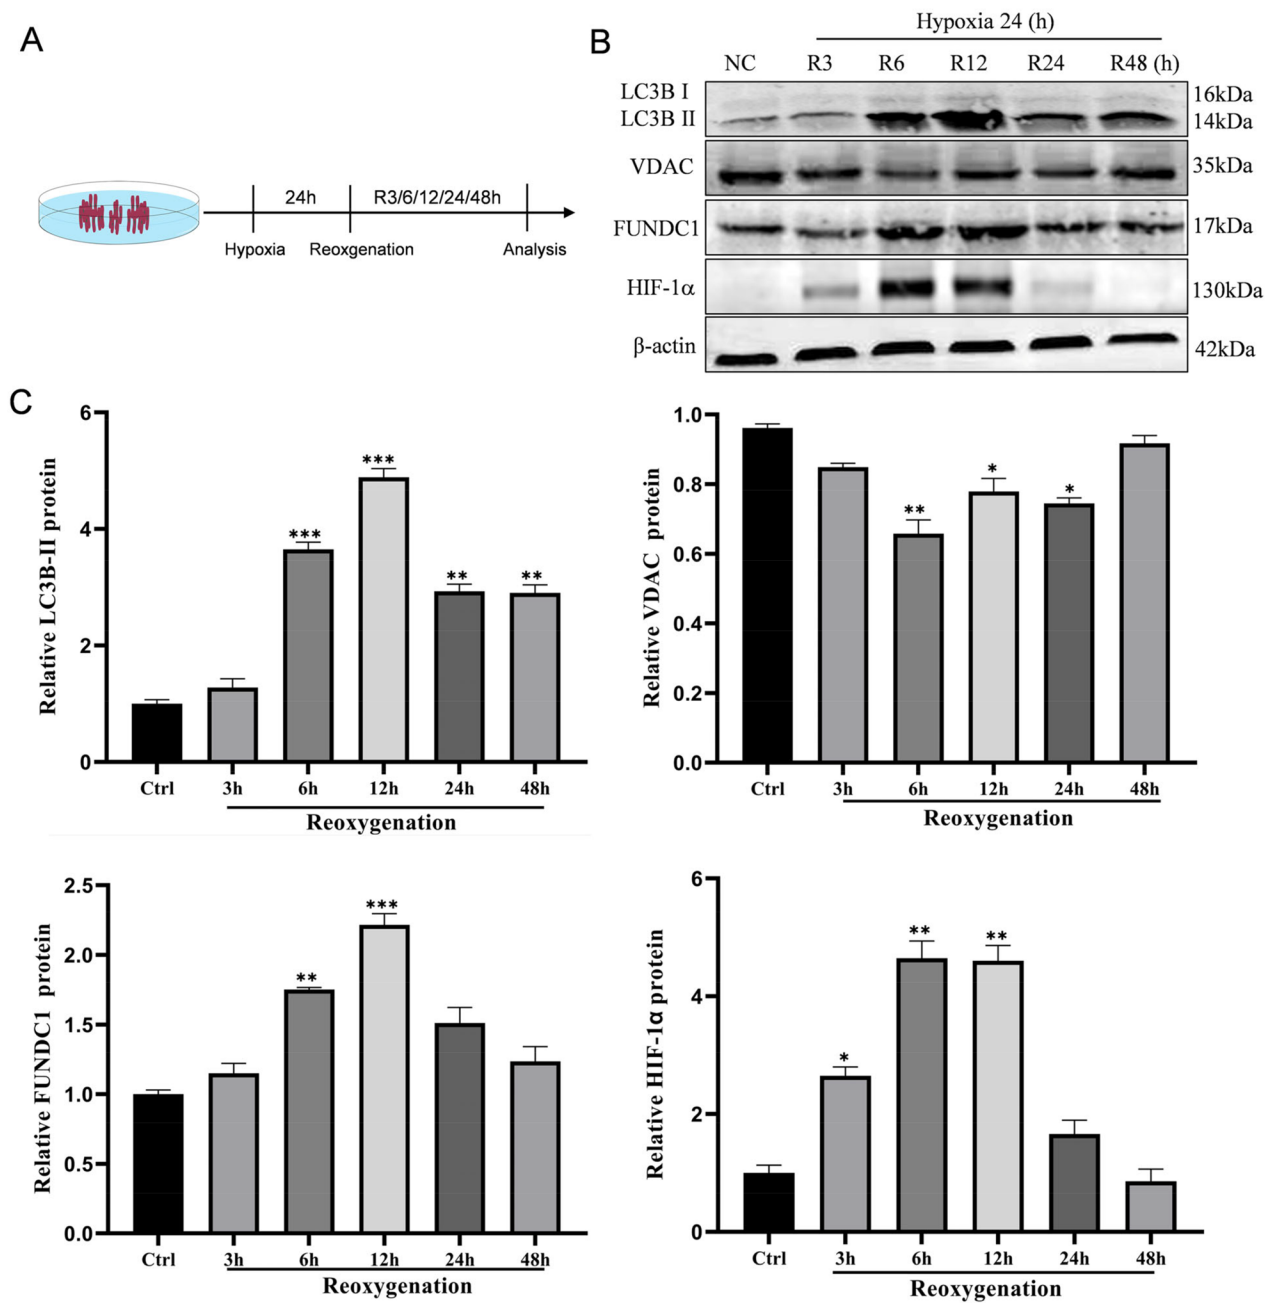 A
24h
R3/6/12/24/48h
Hypoxia
Reoxgenation
Analysis
B
Hypoxia 24 (h)
NC R3 R6 R12 R24 R48 (h)
LC3B I 16kDa
LC3B II 14kDa
VDAC 35kDa
FUNDC1 17kDa
HIF-1α 130kDa
β-actin 42kDa
C
Relative LC3B-II protein
6
4
2
0
***
***
**
**
Ctrl 3h 6h 12h 24h 48h
Reoxygenation
Relative VDAC protein
1.0
0.8
0.6
0.4
0.2
0.0
**
*
*
Ctrl 3h 6h 12h 24h 48h
Reoxygenation
Relative FUNDC1 protein
2.5
2.0
1.5
1.0
0.5
0.0
**
***
Ctrl 3h 6h 12h 24h 48h
Reoxygenation
Relative HIF-1α protein
6
4
2
0
*
**
**
Ctrl 3h 6h 12h 24h 48h
Reoxygenation